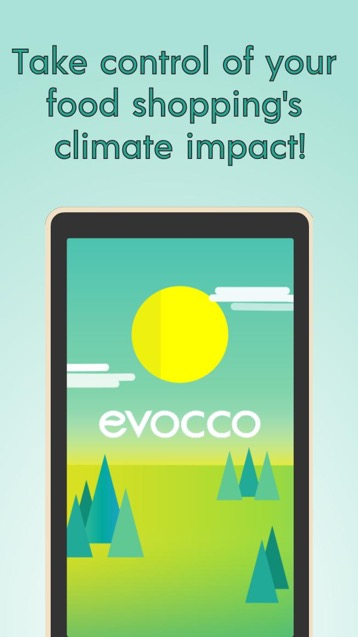 Take control of your
food shopping's
climate impact!
evocco